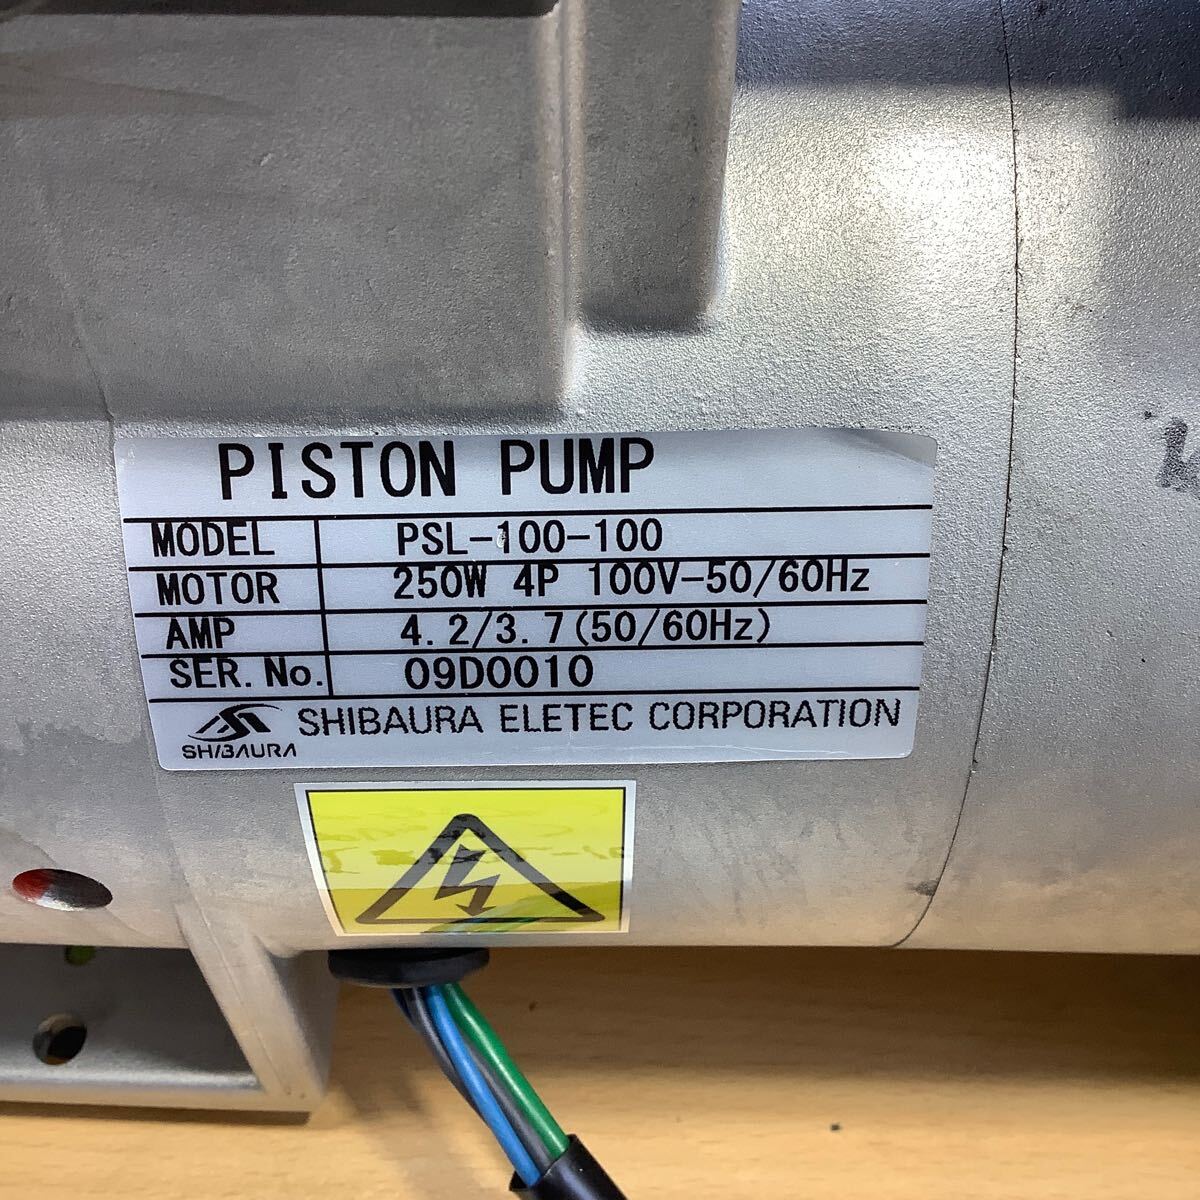 PISTON PUMP
MODEL PSL-100-100
MOTOR 250W 4P 100V-50/60Hz
AMP 4.2/3.7(50/60Hz)
SER.No. 09D0010
SHIBAURA SHIBAURA ELETEC CORPORATION